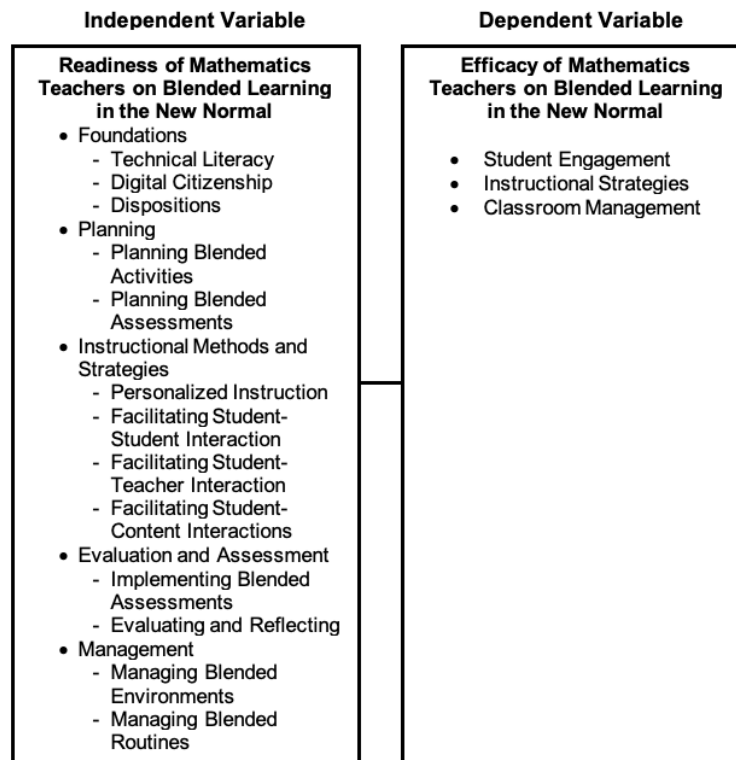 Independent Variable
Readiness of Mathematics
Teachers on Blended Learning
in the New Normal
• Foundations
- Technical Literacy
- Digital Citizenship
- Dispositions
• Planning
- Planning Blended
Activities
- Planning Blended
Assessments
• Instructional Methods and
Strategies
- Personalized Instruction
- Facilitating Student-
Student Interaction
- Facilitating Student-
Teacher Interaction
- Facilitating Student-
Content Interactions
• Evaluation and Assessment
- Implementing Blended
Assessments
- Evaluating and Reflecting
• Management
- Managing Blended
Environments
- Managing Blended
Routines
Dependent Variable
Efficacy of Mathematics
Teachers on Blended Learning
in the New Normal
• Student Engagement
• Instructional Strategies
• Classroom Management